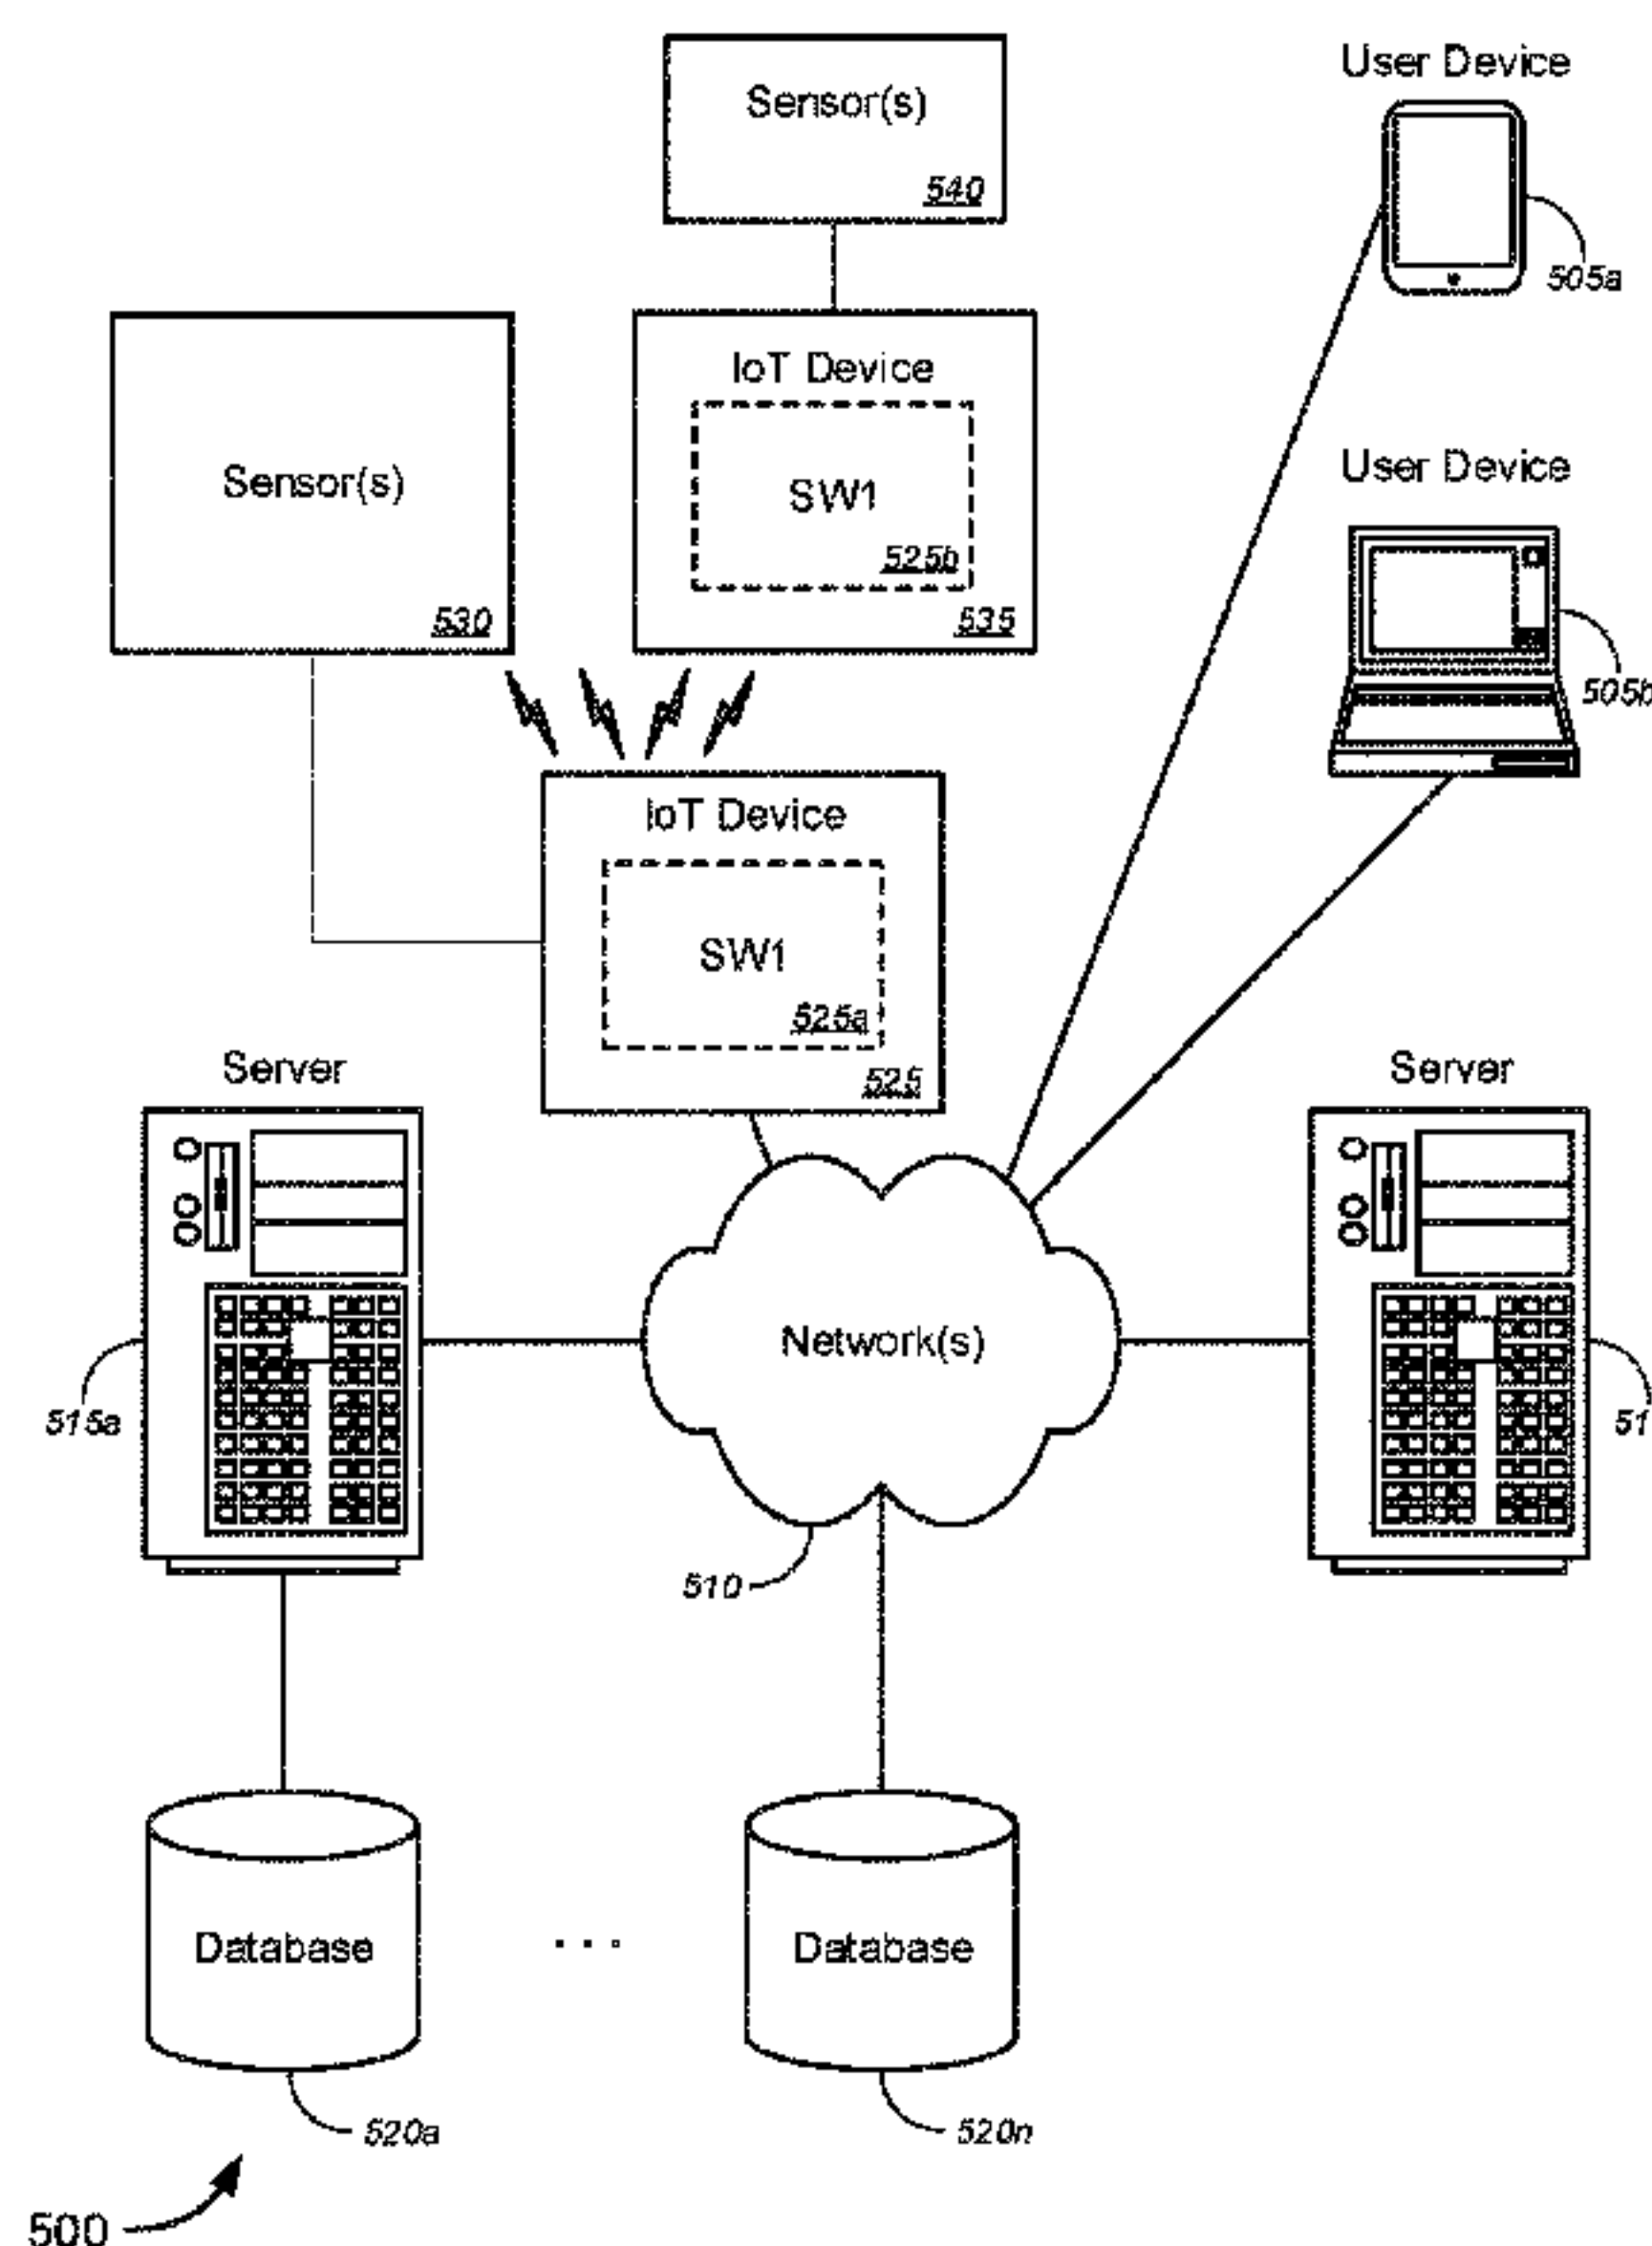 User Device
Sensor(s)
540
505a
IoT Device
Sensor(s)
SW1
525b
530
535
User Device
505b
IoT Device
SW1
525a
525
Server
Server
Network(s)
515a
51
510
Database
...
Database
520a
520n
500